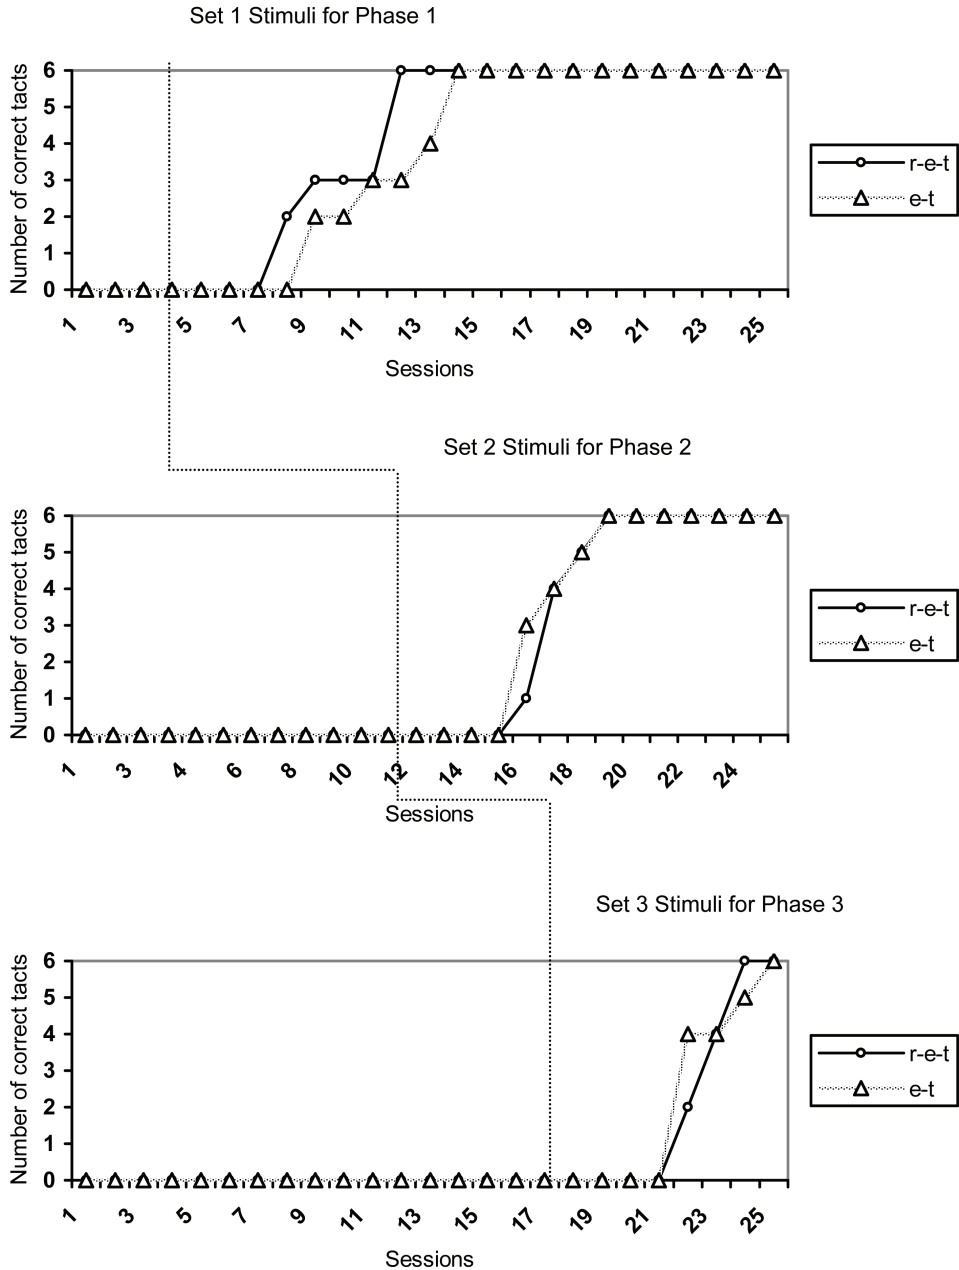 Set 1 Stimuli for Phase 1
Number of correct tacts
6
5
4
3
2
1
0
1 3 5 7 9 11 13 15 17 19 21 23 25
Sessions
r-e-t
e-t
Set 2 Stimuli for Phase 2
Number of correct tacts
6
5
4
3
2
1
0
1 3 4 6 8 10 12 14 16 18 20 22 24
Sessions
r-e-t
e-t
Set 3 Stimuli for Phase 3
Number of correct tacts
6
5
4
3
2
1
0
1 3 5 7 9 11 13 15 17 19 21 23 25
Sessions
r-e-t
e-t